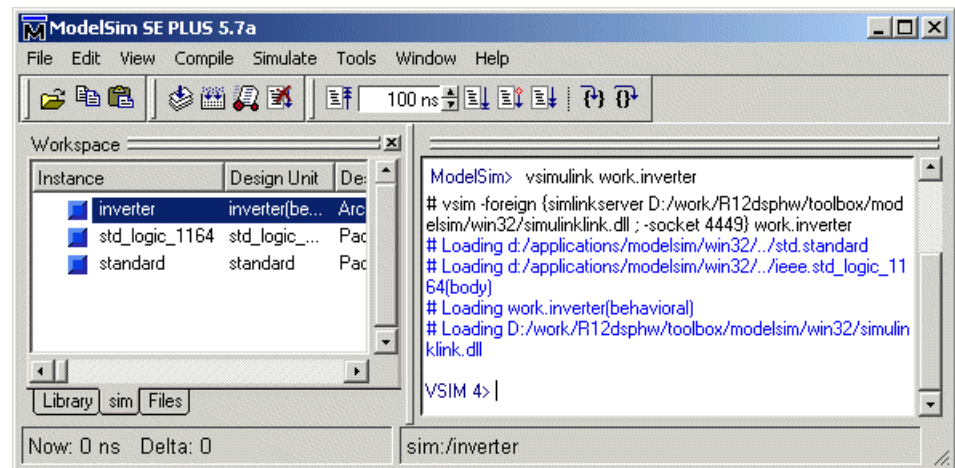 ModelSim SE PLUS 5.7a
File Edit View Compile Simulate Tools Window Help
100 ns
Workspace
Instance Design Unit De:
inverter inverter(be... Arc
std_logic_1164 std_logic_... Pac
standard standard Pac
Library sim Files
ModelSim> vsimulink work.inverter
# vsim -foreign {simlinkserver D:/work/R12dsphw/toolbox/mod
elsim/win32/simulinklink.dll ; -socket 4449} work.inverter
# Loading d:/applications/modelsim/win32/../std.standard
# Loading d:/applications/modelsim/win32/../ieee.std_logic_11
64(body)
# Loading work.inverter(behavioral)
# Loading D:/work/R12dsphw/toolbox/modelsim/win32/simulin
klink.dll
VSIM 4>
Now: 0 ns Delta: 0
sim:/inverter